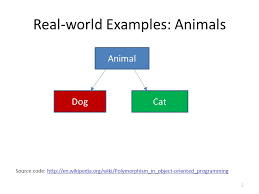 Real-world Examples: Animals
Animal
Dog
Cat
Source code: http://en.wikipedia.org/wiki/Polymorphism_in_object-oriented_programming